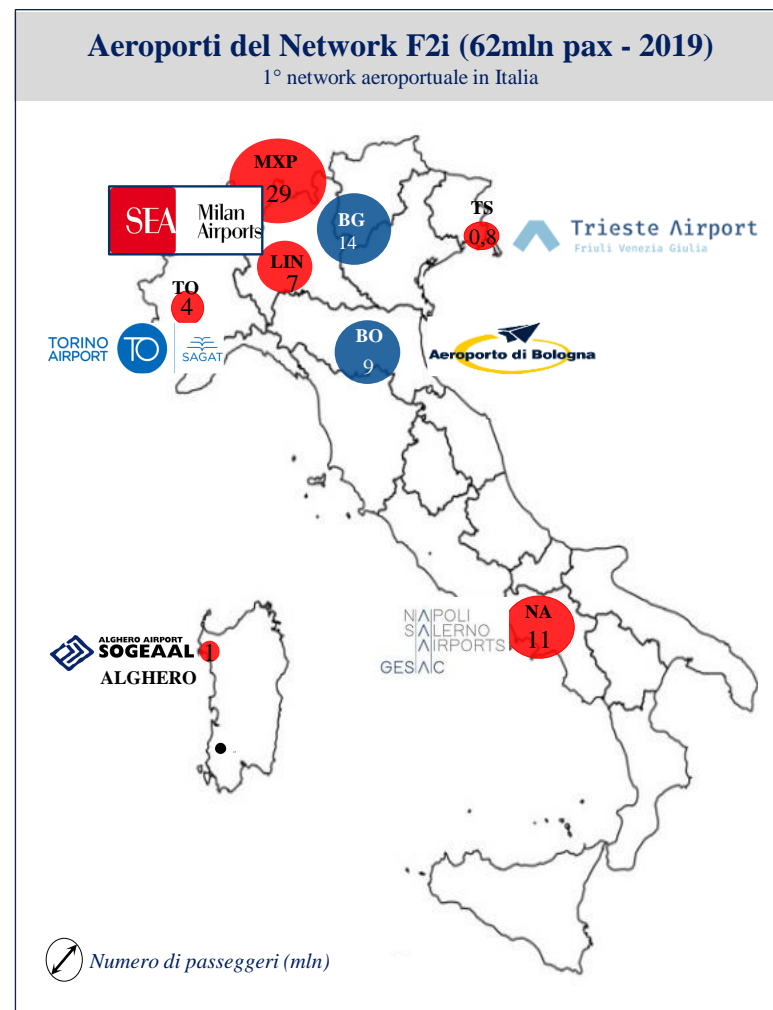 Aeroporti del Network F2i (62mln pax - 2019)
1° network aeroportuale in Italia
MXP
29
SEA
Milan
Airports
BG
14
TS
0,8
Trieste Airport
Friuli Venezia Giulia
LIN
7
TO
4
TORINO
AIRPORT
TO
SAGAT
BO
9
Aeroporto di Bologna
NAPOLI
SALERNO
AIRPORTS
GESAC
NA
11
ALGHERO AIRPORT
SOGEAAL
ALGHERO
1
Numero di passeggeri (mln)